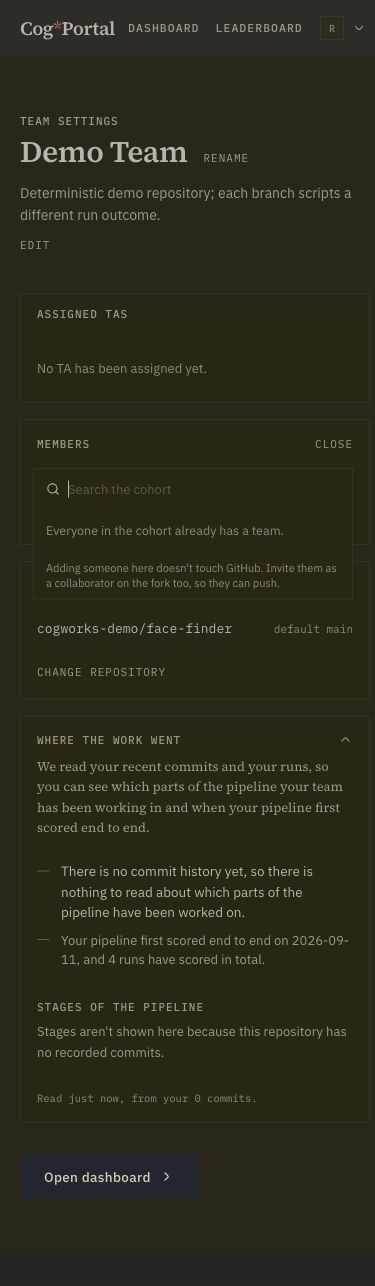 Cog*Portal DASHBOARD LEADERBOARD R
TEAM SETTINGS
Demo Team RENAME
Deterministic demo repository; each branch scripts a
different run outcome.
EDIT
ASSIGNED TAS
No TA has been assigned yet.
MEMBERS CLOSE
Search the cohort
Everyone in the cohort already has a team.
Adding someone here doesn't touch GitHub. Invite them as
a collaborator on the fork too, so they can push.
cogworks-demo/face-finder default main
CHANGE REPOSITORY
WHERE THE WORK WENT
We read your recent commits and your runs, so
you can see which parts of the pipeline your team
has been working in and when your pipeline first
scored end to end.
— There is no commit history yet, so there is
nothing to read about which parts of the
pipeline have been worked on.
— Your pipeline first scored end to end on 2026-09-
11, and 4 runs have scored in total.
STAGES OF THE PIPELINE
Stages aren't shown here because this repository has
no recorded commits.
Read just now, from your 0 commits.
Open dashboard